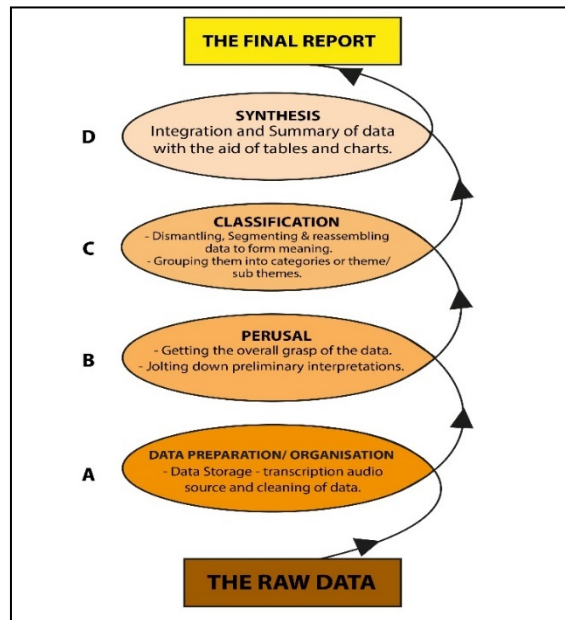 THE FINAL REPORT
D
SYNTHESIS
Integration and Summary of data
with the aid of tables and charts.
C
CLASSIFICATION
- Dismantling, Segmenting & reassembling
data to form meaning.
- Grouping them into categories or theme/
sub themes.
B
PERUSAL
- Getting the overall grasp of the data.
- Jolting down preliminary interpretations.
A
DATA PREPARATION/ ORGANISATION
- Data Storage - transcription audio
source and cleaning of data.
THE RAW DATA